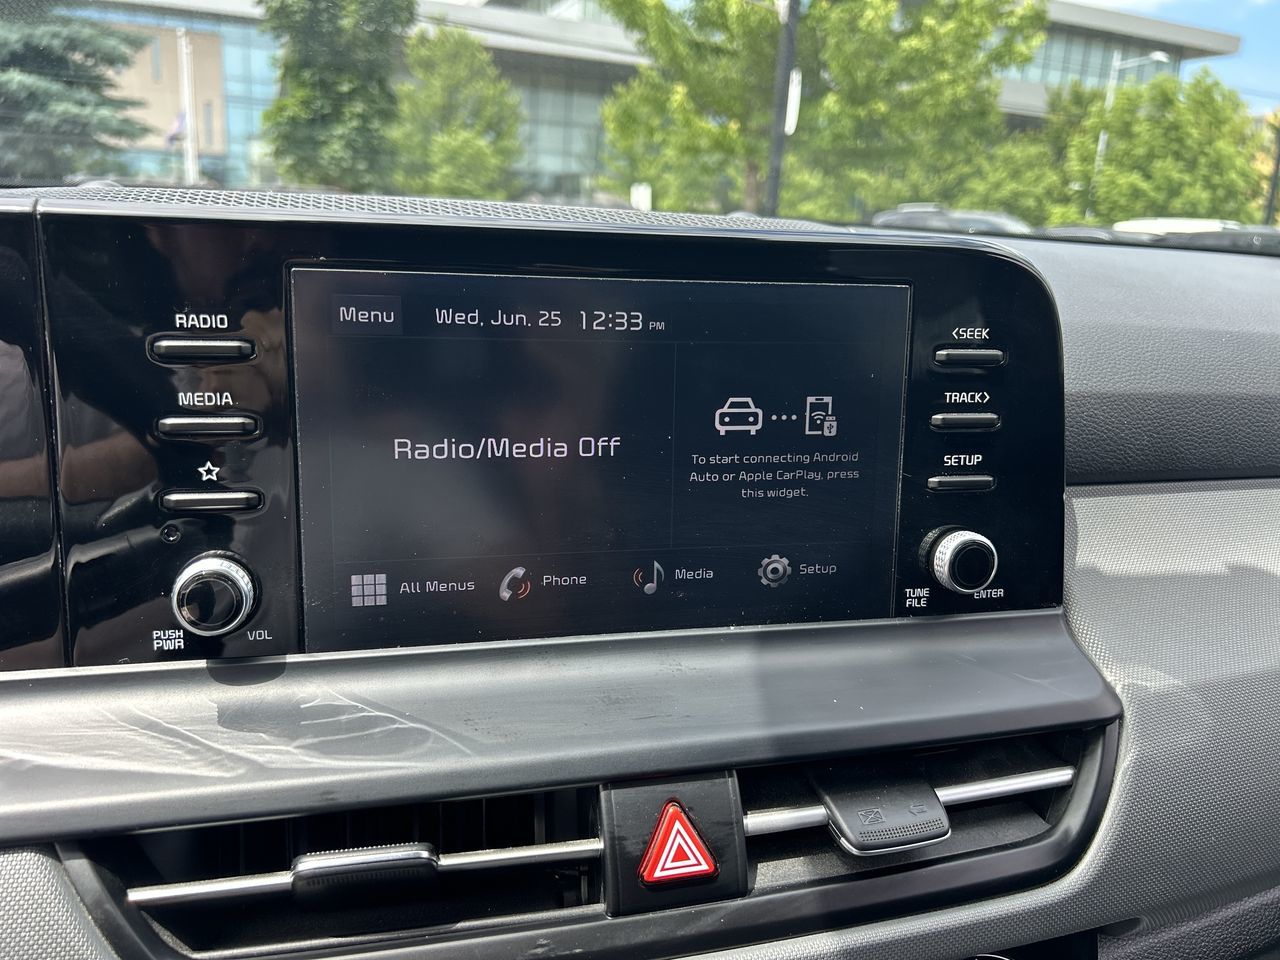 RADIO
MEDIA
PUSH
PWR
VOL
Menu
Wed, Jun. 25
12:33 PM
Radio/Media Off
To start connecting Android
Auto or Apple CarPlay, press
this widget.
All Menus
Phone
Media
Setup
<SEEK
TRACK>
SETUP
TUNE
FILE
ENTER